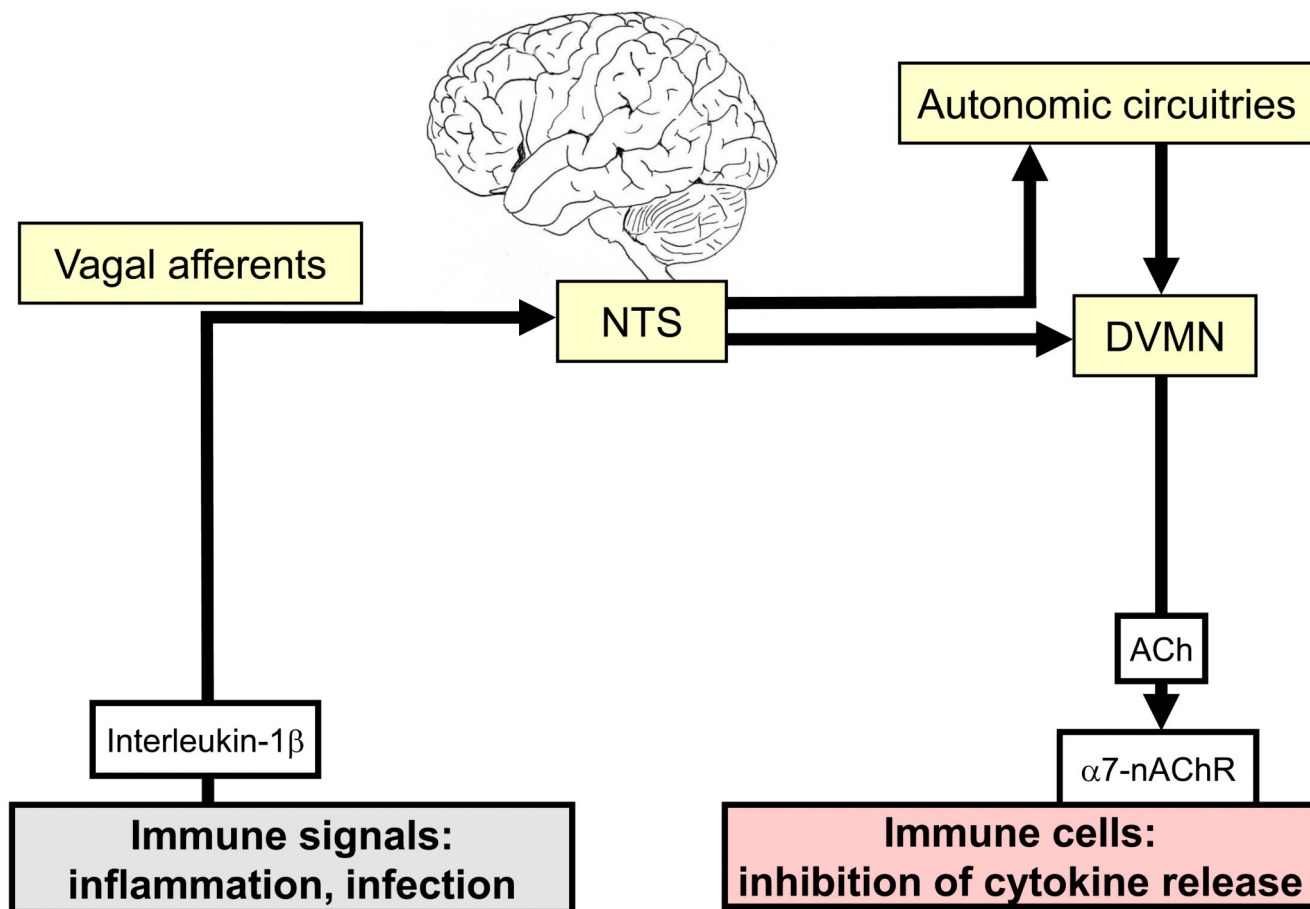 Autonomic circuitries
Vagal afferents
NTS
DVMN
ACh
Interleukin-1β
α7-nAChR
Immune signals:
inflammation, infection
Immune cells:
inhibition of cytokine release